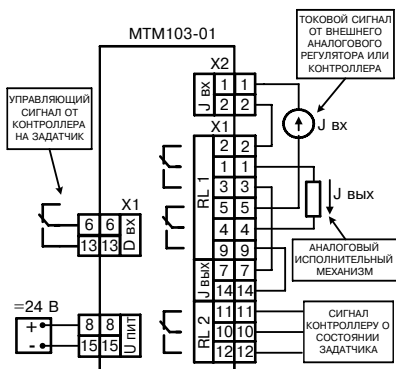 МТМ103-01
ТОКОВЫЙ СИГНАЛ
ОТ ВНЕШНЕГО
АНАЛОГОВОГО
РЕГУЛЯТОРА ИЛИ
КОНТРОЛЛЕРА
X2
J вх
1 1
2 2
J вх
УПРАВЛЯЮЩИЙ
СИГНАЛ ОТ
КОНТРОЛЛЕРА
НА ЗАДАТЧИК
X1
RL 1
2 2
1 1
3 3
5 5
4 4
9 9
J вых
X1
6 6
13 13
D вх
АНАЛОГОВЫЙ
ИСПОЛНИТЕЛЬНЫЙ
МЕХАНИЗМ
J вых
7 7
14 14
=24 В
+
-
8 8
15 15
U пит
RL 2
11 11
10 10
12 12
СИГНАЛ
КОНТРОЛЛЕРУ О
СОСТОЯНИИ
ЗАДАТЧИКА